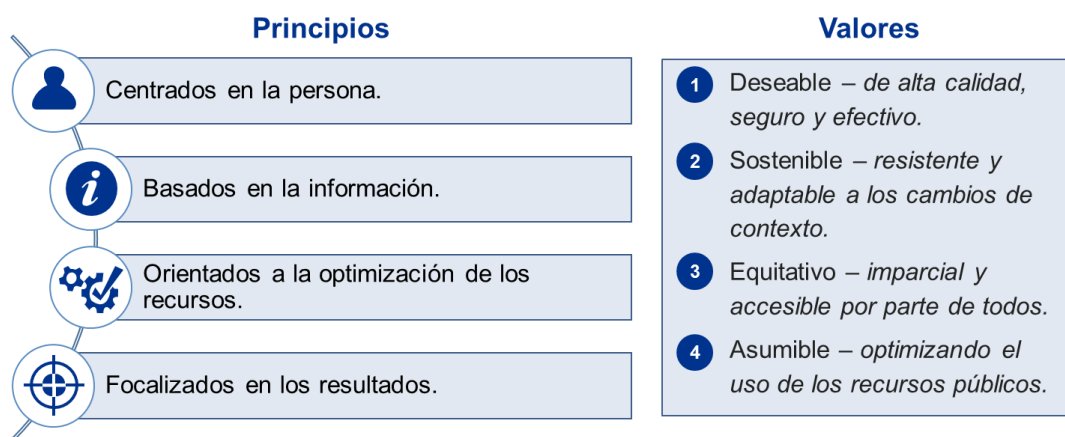 Principios
Centrados en la persona.
Basados en la información.
Orientados a la optimización de los
recursos.
Focalizados en los resultados.
Valores
1 Deseable – de alta calidad,
seguro y efectivo.
2 Sostenible – resistente y
adaptable a los cambios de
contexto.
3 Equitativo – imparcial y
accesible por parte de todos.
4 Asumible – optimizando el
uso de los recursos públicos.